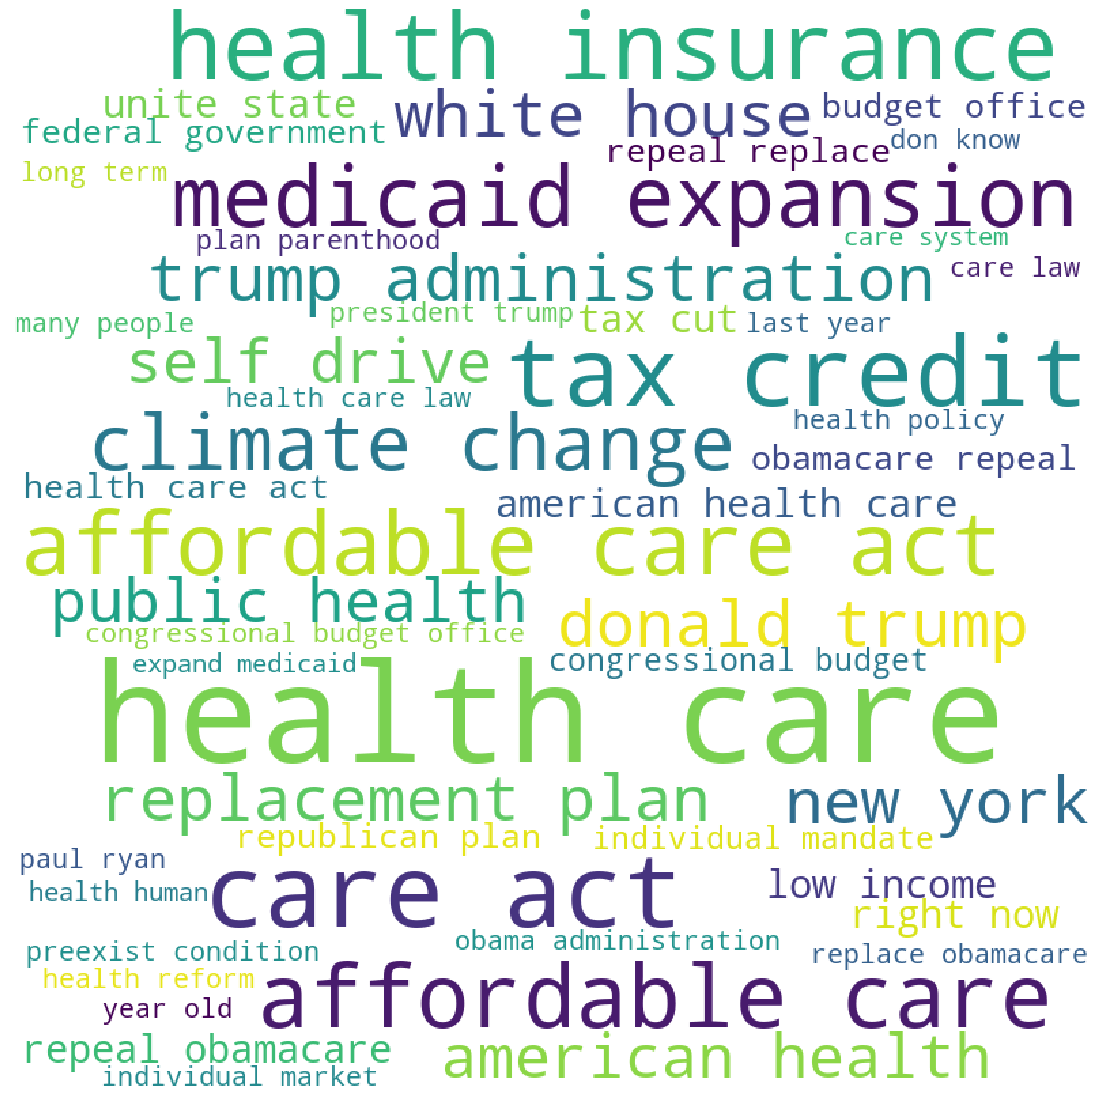 health insurance
unite state
white house
budget office
federal government
don know
repeal replace
long term
medicaid expansion
plan parenthood
care system
trump administration
care law
president trump
tax cut
last year
many people
self drive
tax credit
health care law
climate change
health policy
obamacare repeal
health care act
american health care
affordable care act
public health
donald trump
congressional budget office
expand medicaid
congressional budget
health care
replacement plan
new york
republican plan
individual mandate
paul ryan
care act
low income
health human
right now
obama administration
preexist condition
replace obamacare
health reform
affordable care
year old
repeal obamacare
american health
individual market